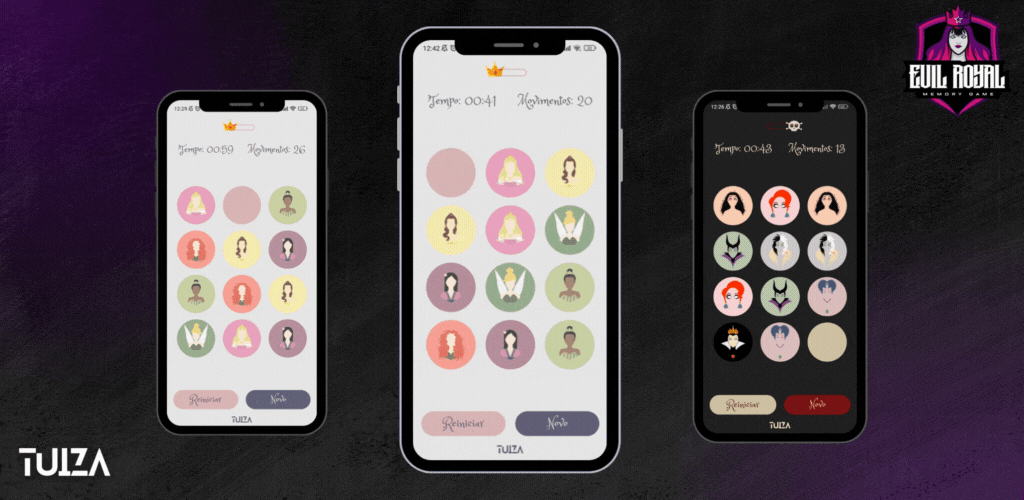 EVIL ROYAL
MEMORY GAME
12:29
Tempo: 00:59 Movimentos: 26
Reiniciar Novo
TUIZA
12:42
Tempo: 00:41 Movimentos: 20
Reiniciar Novo
TUIZA
12:26
Tempo: 00:43 Movimentos: 13
Reiniciar Novo
TUIZA
TUIZA